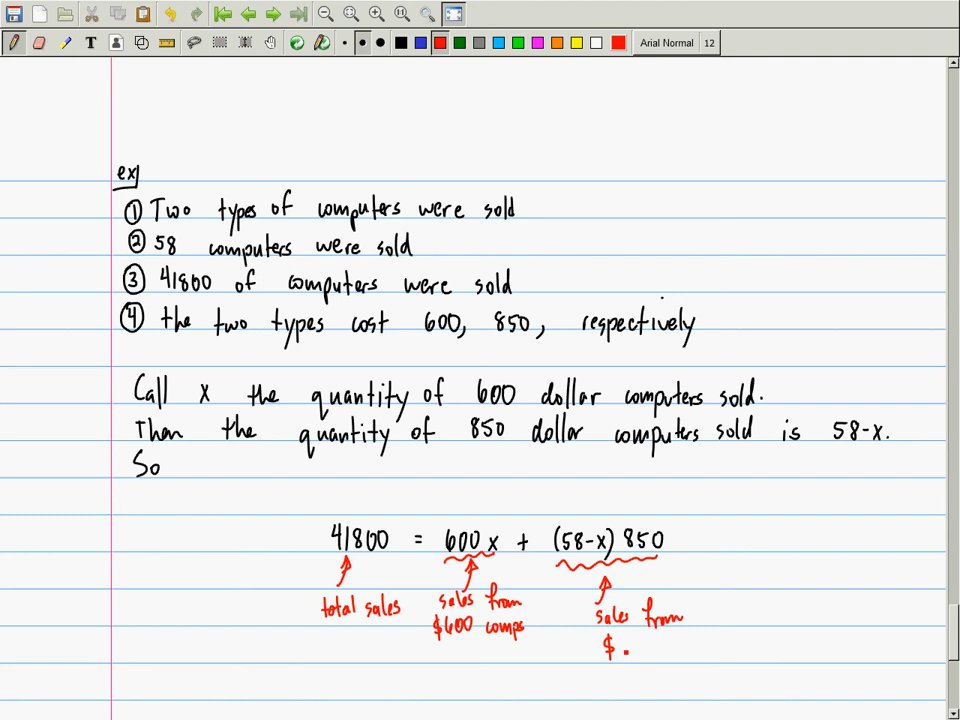 Arial Normal 12
ex
① Two types of computers were sold
② 58 computers were sold
③ 41800 of computers were sold
④ the two types cost 600, 850, respectively
Call x the quantity of 600 dollar computers sold.
Then the quantity of 850 dollar computers sold is 58-x.
So
41800 = 600x + (58-x) 850
total sales
sales from
$600 comps
sales from
$